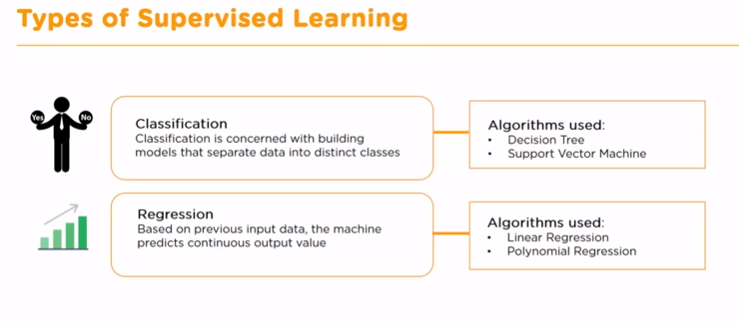 Types of Supervised Learning
Yes
No
Classification
Classification is concerned with building
models that separate data into distinct classes
Algorithms used:
• Decision Tree
• Support Vector Machine
Regression
Based on previous input data, the machine
predicts continuous output value
Algorithms used:
• Linear Regression
• Polynomial Regression